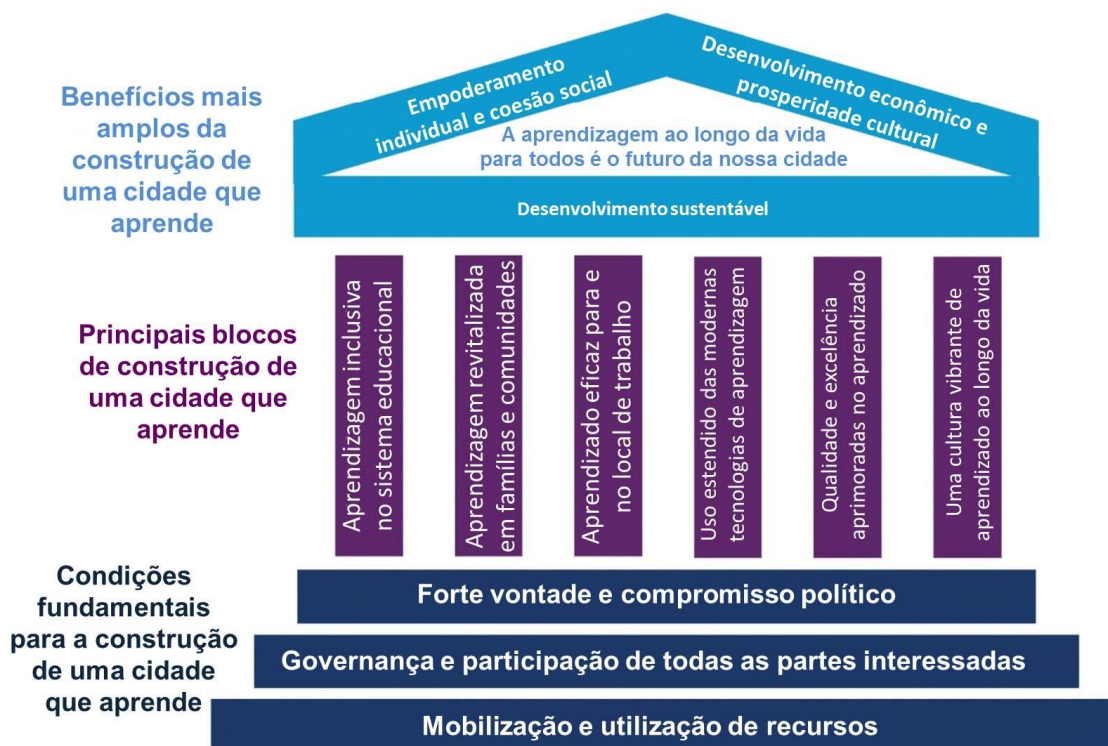 Benefícios mais
amplos da
construção de
uma cidade que
aprende
Empoderamento
individual e coesão social
Desenvolvimento econômico e
prosperidade cultural
A aprendizagem ao longo da vida
para todos é o futuro da nossa cidade
Desenvolvimento sustentável
Principais blocos
de construção de
uma cidade que
aprende
Aprendizagem inclusiva
no sistema educacional
Aprendizagem revitalizada
em famílias e comunidades
Aprendizado eficaz para e
no local de trabalho
Uso estendido das modernas
tecnologias de aprendizagem
Qualidade e excelência
aprimoradas no aprendizado
Uma cultura vibrante de
aprendizado ao longo da vida
Condições
fundamentais
para a construção
de uma cidade
que aprende
Forte vontade e compromisso político
Governança e participação de todas as partes interessadas
Mobilização e utilização de recursos